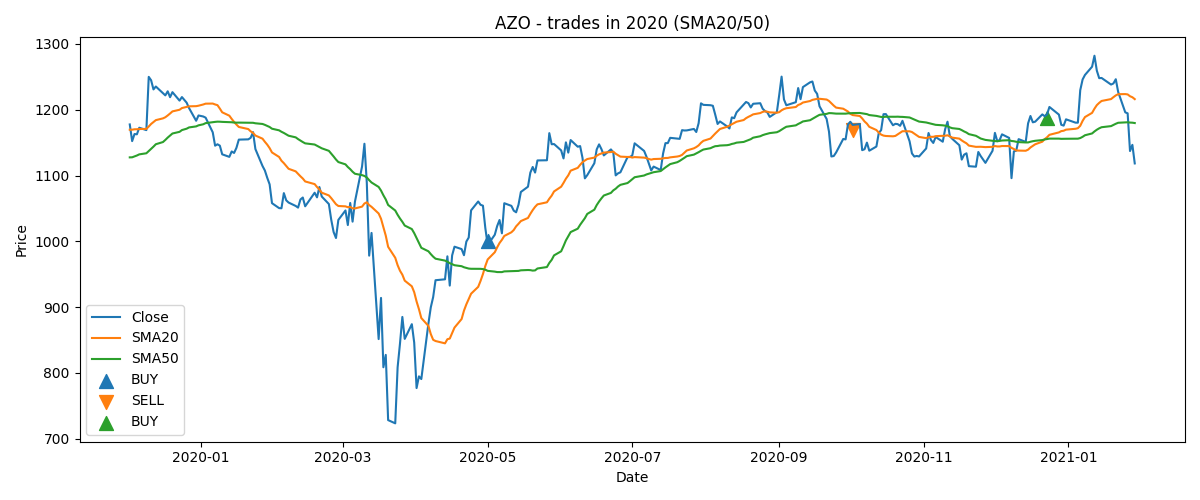 AZO - trades in 2020 (SMA20/50)
Price
1300
1200
1100
1000
900
800
700
Close
SMA20
SMA50
BUY
SELL
BUY
2020-01
2020-03
2020-05
2020-07
2020-09
2020-11
2021-01
Date